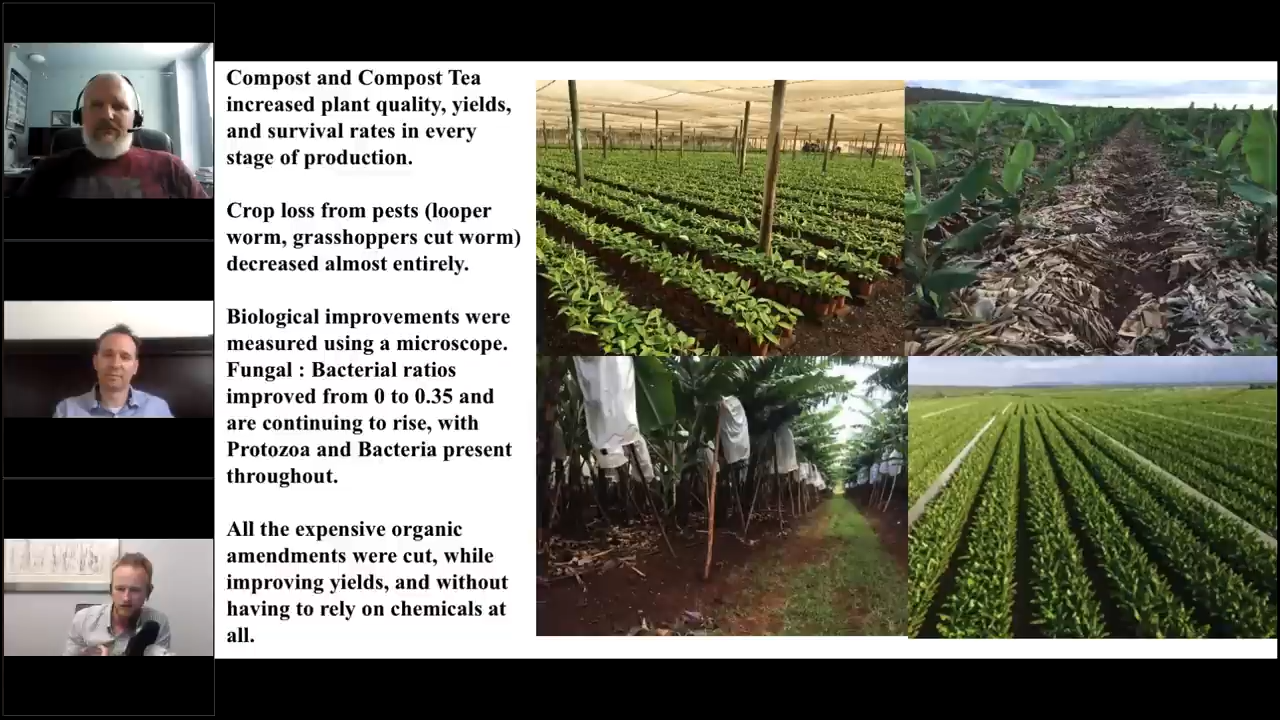 Compost and Compost Tea
increased plant quality, yields,
and survival rates in every
stage of production.
Crop loss from pests (looper
worm, grasshoppers cut worm)
decreased almost entirely.
Biological improvements were
measured using a microscope.
Fungal : Bacterial ratios
improved from 0 to 0.35 and
are continuing to rise, with
Protozoa and Bacteria present
throughout.
All the expensive organic
amendments were cut, while
improving yields, and without
having to rely on chemicals at
all.